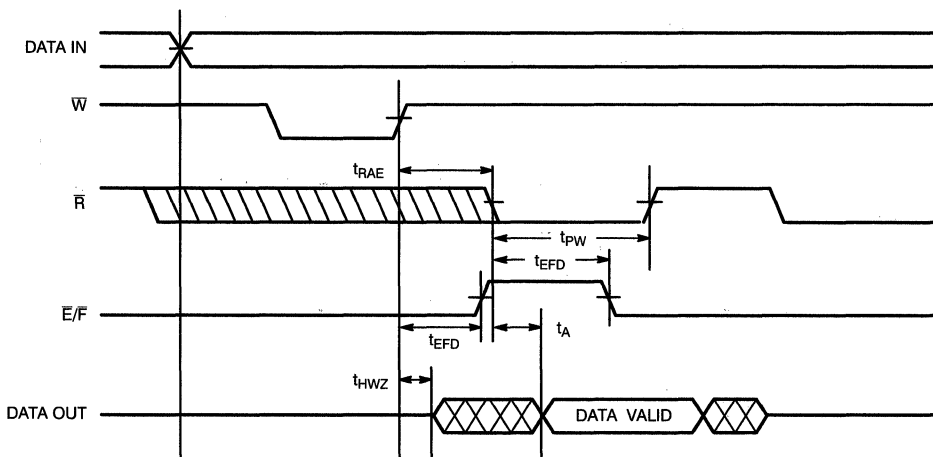 DATA IN
W̅
tRAE
R̅
tPW
tEFD
E̅/F̅
tEFD
tA
tHWZ
DATA OUT
DATA VALID